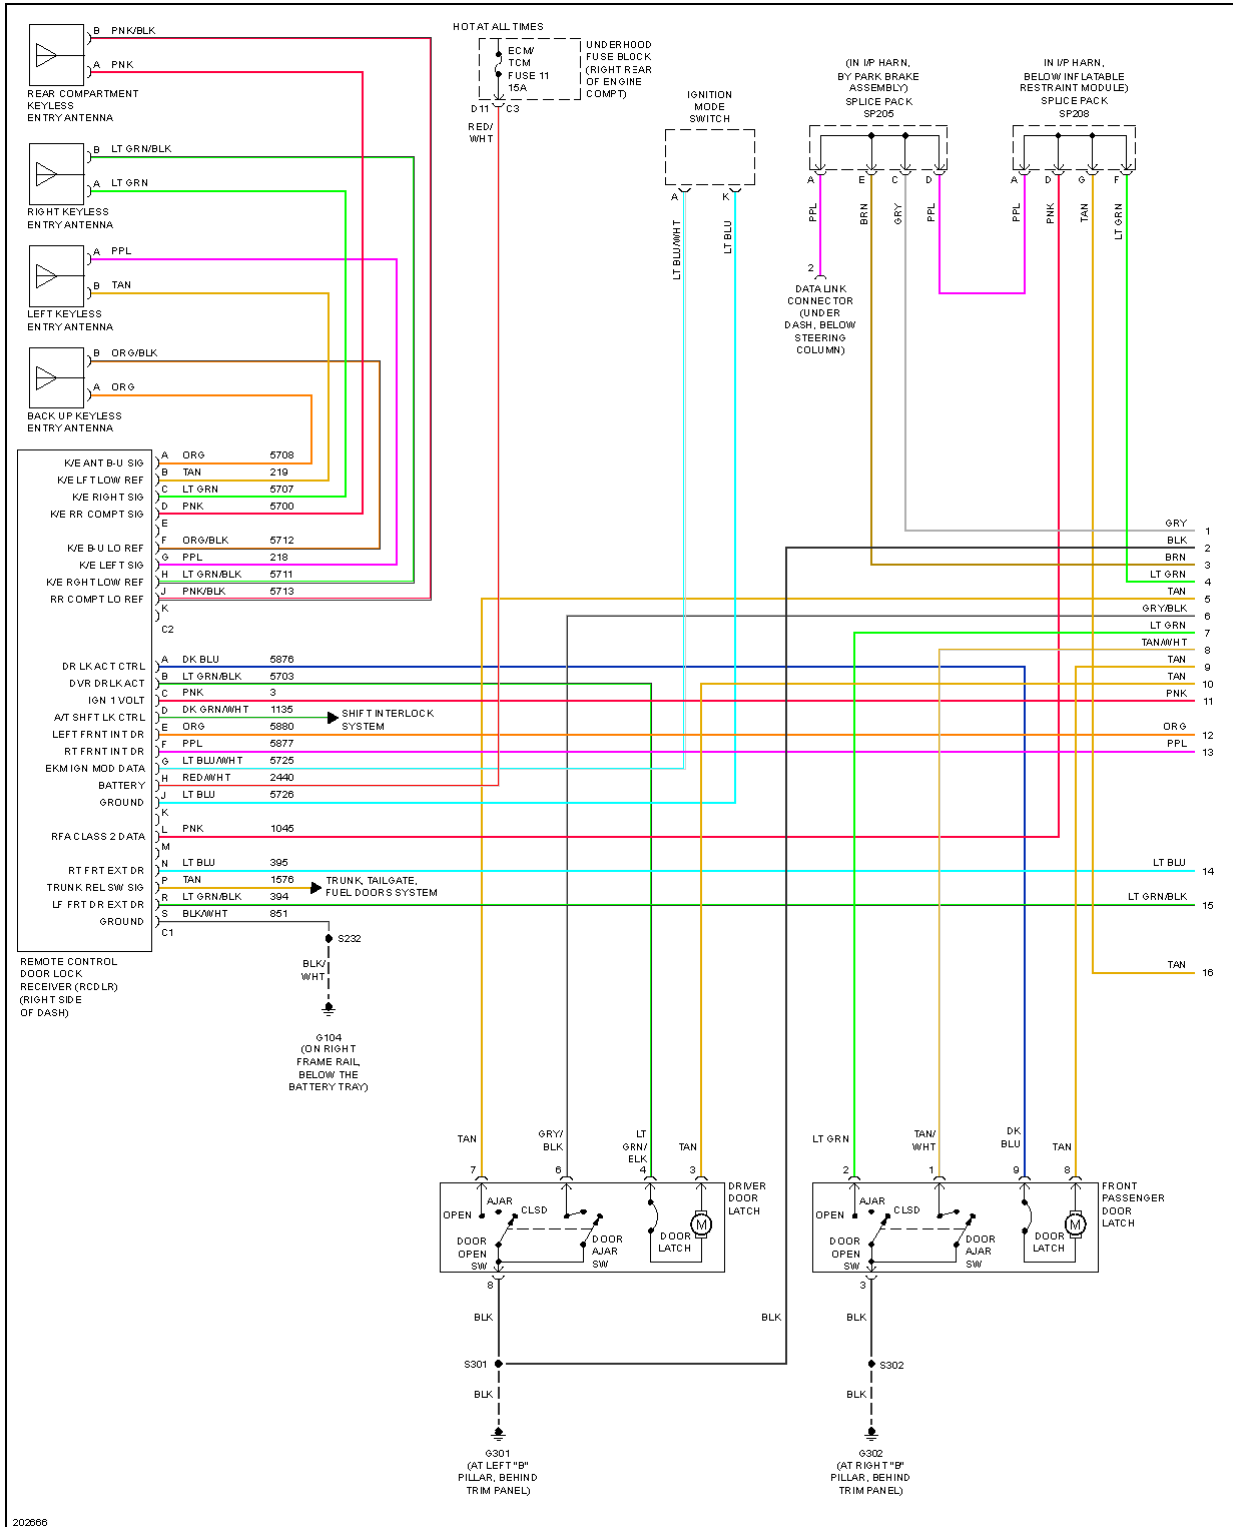 B PNK/BLK
A PNK
REAR COMPARTMENT
KEYLESS
ENTRY ANTENNA
B LT GRN/BLK
A LT GRN
RIGHT KEYLESS
ENTRY ANTENNA
A PPL
B TAN
LEFT KEYLESS
ENTRY ANTENNA
B ORG/BLK
A ORG
BACK UP KEYLESS
ENTRY ANTENNA
HOT AT ALL TIMES
ECM/
TCM
FUSE 11
15A
UNDERHOOD
FUSE BLOCK
(RIGHT REAR
OF ENGINE
COMPT)
D11 C3
RED/
WHT
IGNITION
MODE
SWITCH
A K
LT BLU/WHT
LT BLU
(IN I/P HARN,
BY PARK BRAKE
ASSEMBLY)
SPLICE PACK
SP205
A E C D
PPL
BRN
GRY
PPL
2
DATA LINK
CONNECTOR
(UNDER
DASH, BELOW
STEERING
COLUMN)
IN I/P HARN,
BELOW INFLATABLE
RESTRAINT MODULE)
SPLICE PACK
SP208
A D G F
PPL
PNK
TAN
LT GRN
K/E ANT B-U SIG A ORG 5708
K/E LFT LOW REF B TAN 219
K/E RIGHT SIG C LT GRN 5707
K/E RR COMPT SIG D PNK 5700
E
K/E B-U LO REF F ORG/BLK 5712
K/E LEFT SIG G PPL 218
K/E RGHT LOW REF H LT GRN/BLK 5711
RR COMPT LO REF J PNK/BLK 5713
K
C2
DR LK ACT CTRL A DK BLU 5876
DVR DR LK ACT B LT GRN/BLK 5703
IGN 1 VOLT C PNK 3
A/T SHFT LK CTRL D DK GRN/WHT 1135
SHIFT INTERLOCK
SYSTEM
LEFT FRNT INT DR E ORG 5880
RT FRNT INT DR F PPL 5877
EKM IGN MOD DATA G LT BLU/WHT 5725
BATTERY H RED/WHT 2440
GROUND J LT BLU 5726
K
RFA CLASS 2 DATA L PNK 1045
M
RT FRT EXT DR N LT BLU 395
TRUNK REL SW SIG P TAN 1576
TRUNK, TAILGATE,
FUEL DOORS SYSTEM
LF FRT DR EXT DR R LT GRN/BLK 394
GROUND S BLK/WHT 851
C1
REMOTE CONTROL
DOOR LOCK
RECEIVER (RCDLR)
(RIGHT SIDE
OF DASH)
S232
BLK/
WHT
G104
(ON RIGHT
FRAME RAIL,
BELOW THE
BATTERY TRAY)
GRY 1
BLK 2
BRN 3
LT GRN 4
TAN 5
GRY/BLK 6
LT GRN 7
TAN/WHT 8
TAN 9
TAN 10
PNK 11
ORG 12
PPL 13
LT BLU 14
LT GRN/BLK 15
TAN 16
TAN
GRY/
BLK
LT
GRN/
BLK
TAN
7 6 4 3
DRIVER
DOOR
LATCH
AJAR
OPEN
CLSD
DOOR
OPEN
SW
DOOR
AJAR
SW
DOOR
LATCH
M
8
BLK
BLK
S301
BLK
G301
(AT LEFT "B"
PILLAR, BEHIND
TRIM PANEL)
LT GRN
TAN/
WHT
DK
BLU
TAN
2 1 9 8
FRONT
PASSENGER
DOOR
LATCH
AJAR
OPEN
CLSD
DOOR
OPEN
SW
DOOR
AJAR
SW
DOOR
LATCH
M
3
BLK
S302
BLK
G302
(AT RIGHT "B"
PILLAR, BEHIND
TRIM PANEL)
202666